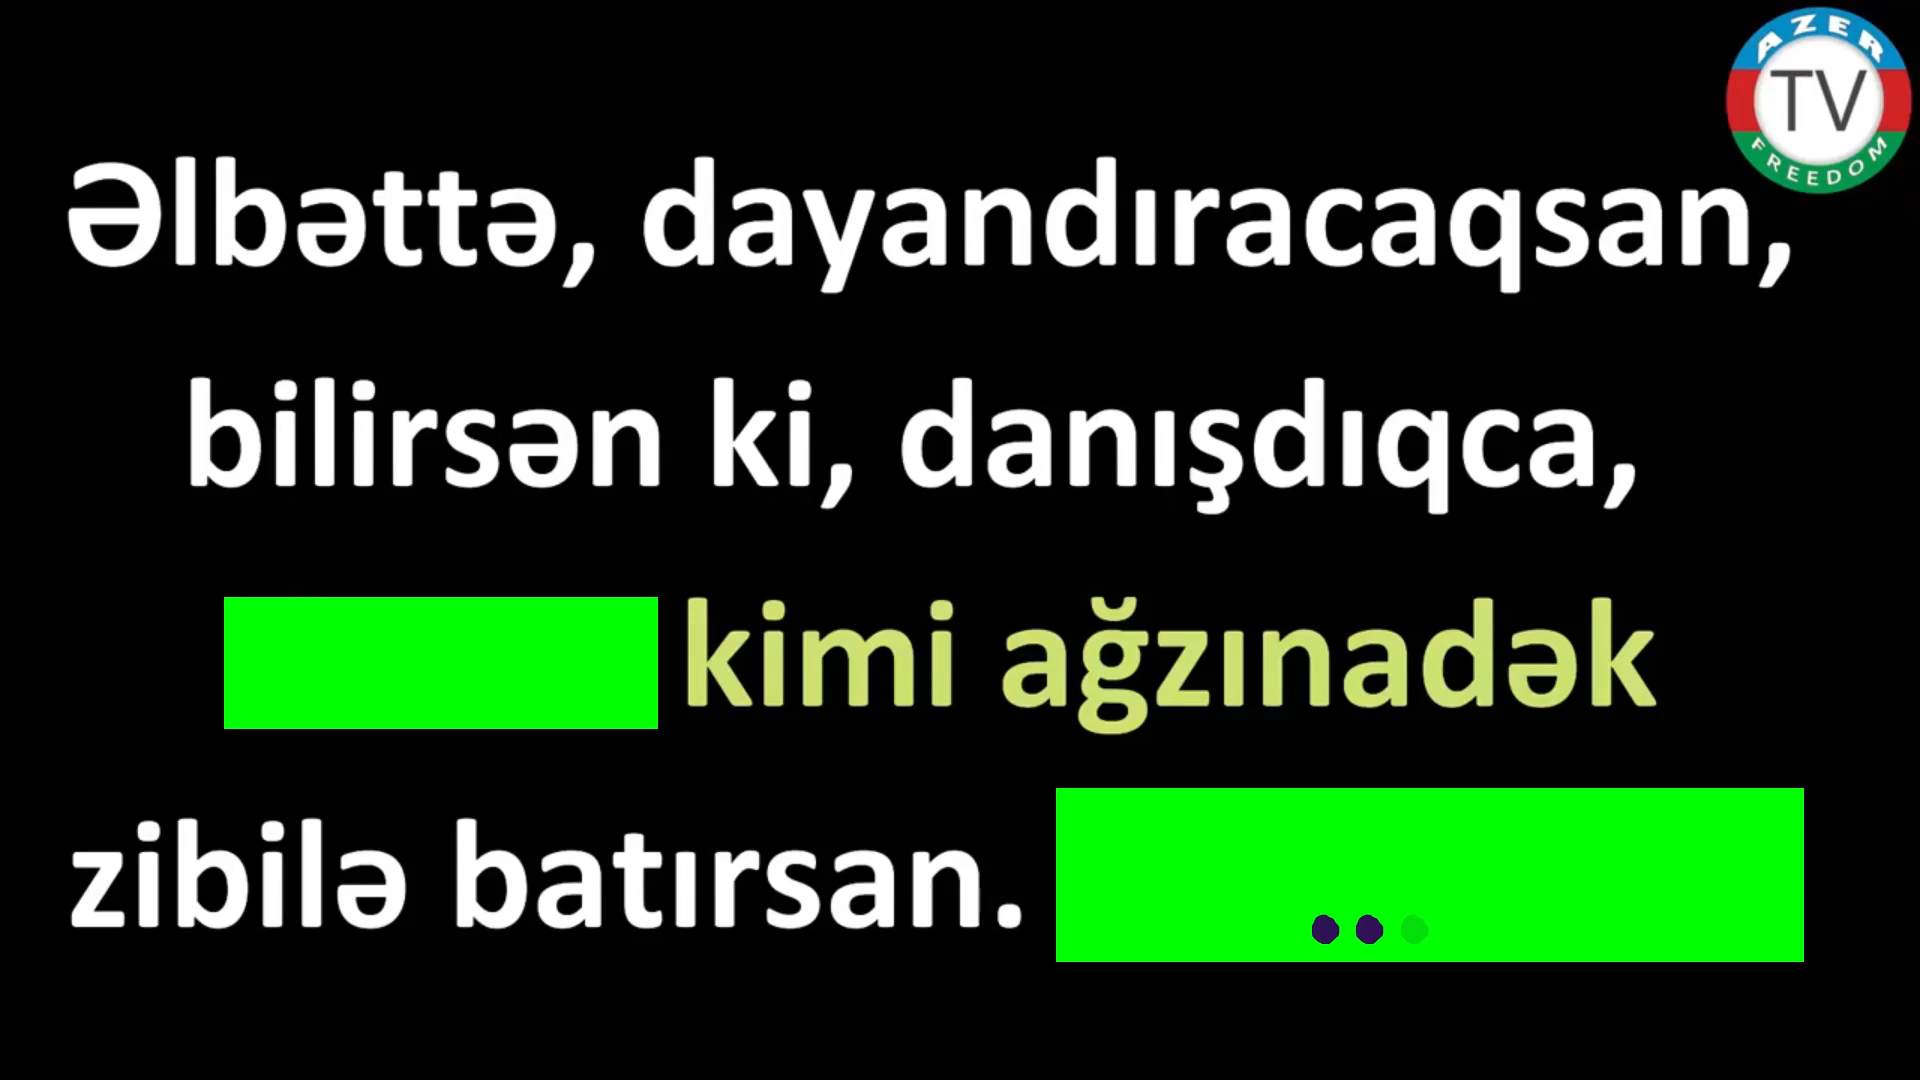 AZER
TV
FREEDOM
Əlbəttə, dayandıracaqsan,
bilirsən ki, danışdıqca,
kimi ağzınadək
zibilə batırsan.